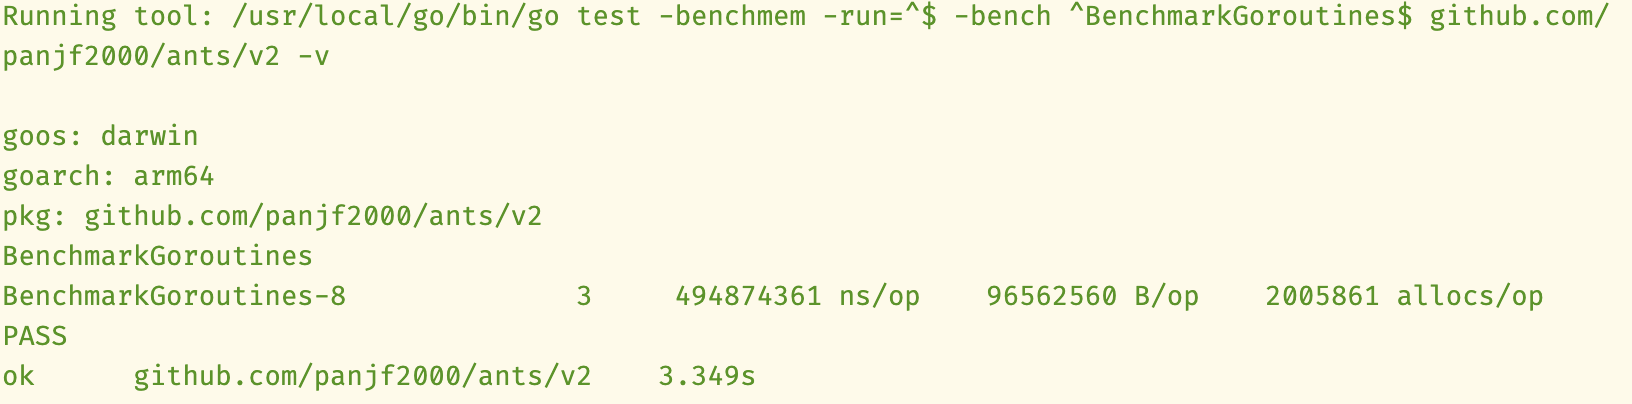 Running tool: /usr/local/go/bin/go test -benchmem -run=^$ -bench ^BenchmarkGoroutines$ github.com/
panjf2000/ants/v2 -v
goos: darwin
goarch: arm64
pkg: github.com/panjf2000/ants/v2
BenchmarkGoroutines
BenchmarkGoroutines-8 3 494874361 ns/op 96562560 B/op 2005861 allocs/op
PASS
ok github.com/panjf2000/ants/v2 3.349s